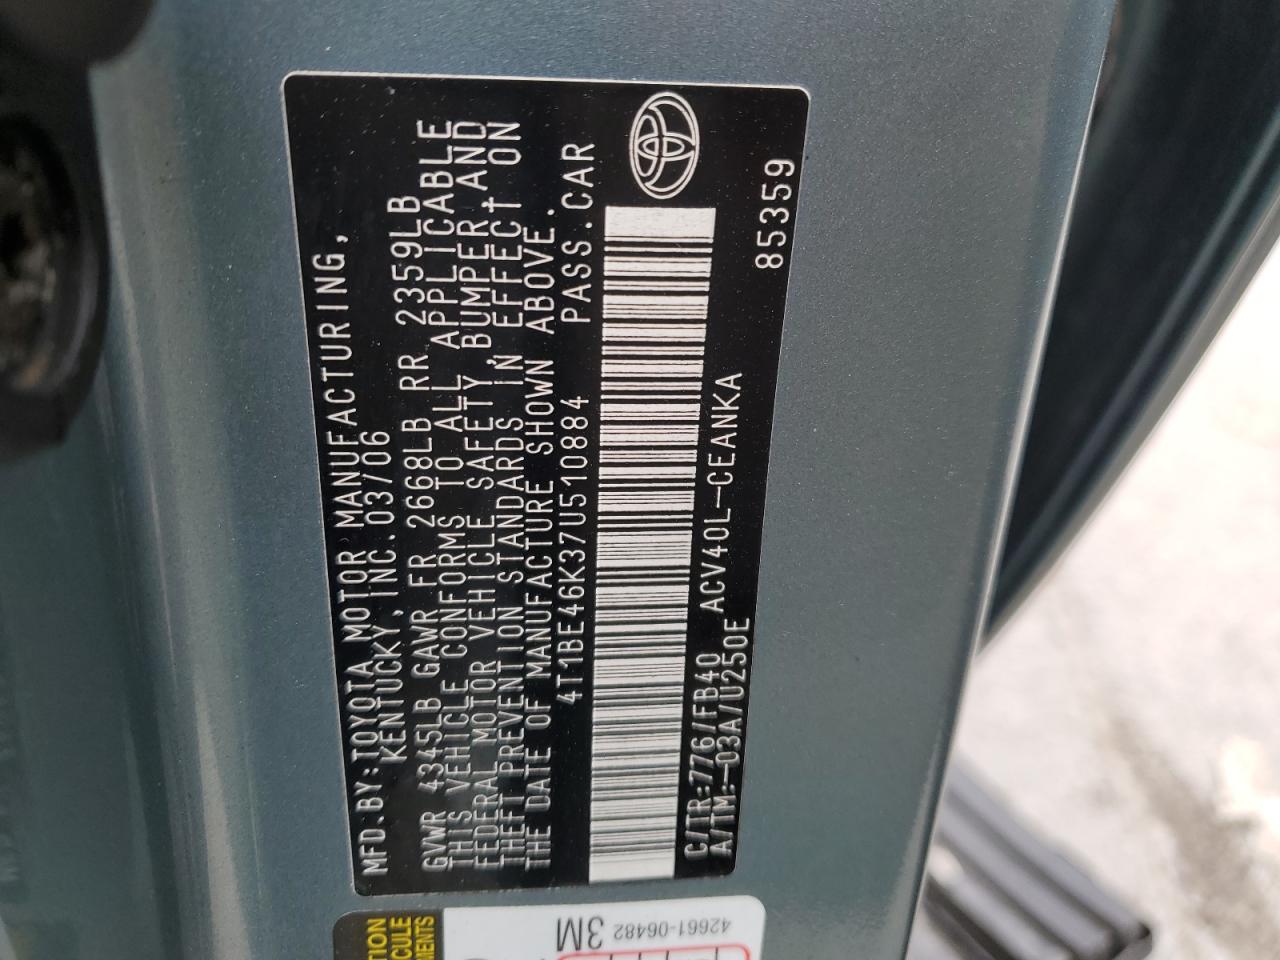 MFD.BY:TOYOTA MOTOR MANUFACTURING,
KENTUCKY, INC.03/06
GVWR 4345LB GAWR FR 2668LB RR 2359LB
THIS VEHICLE CONFORMS TO ALL APPLICABLE
FEDERAL MOTOR VEHICLE SAFETY,BUMPER,AND
THEFT PREVENTION STANDARDS IN EFFECT ON
THE DATE OF MANUFACTURE SHOWN ABOVE.
4T1BE46K37U510884 PASS.CAR
C/TR:776/FB40 ACV40L-CEANKA
A/TM:-03A/U250E
85359
42661-06482
3M